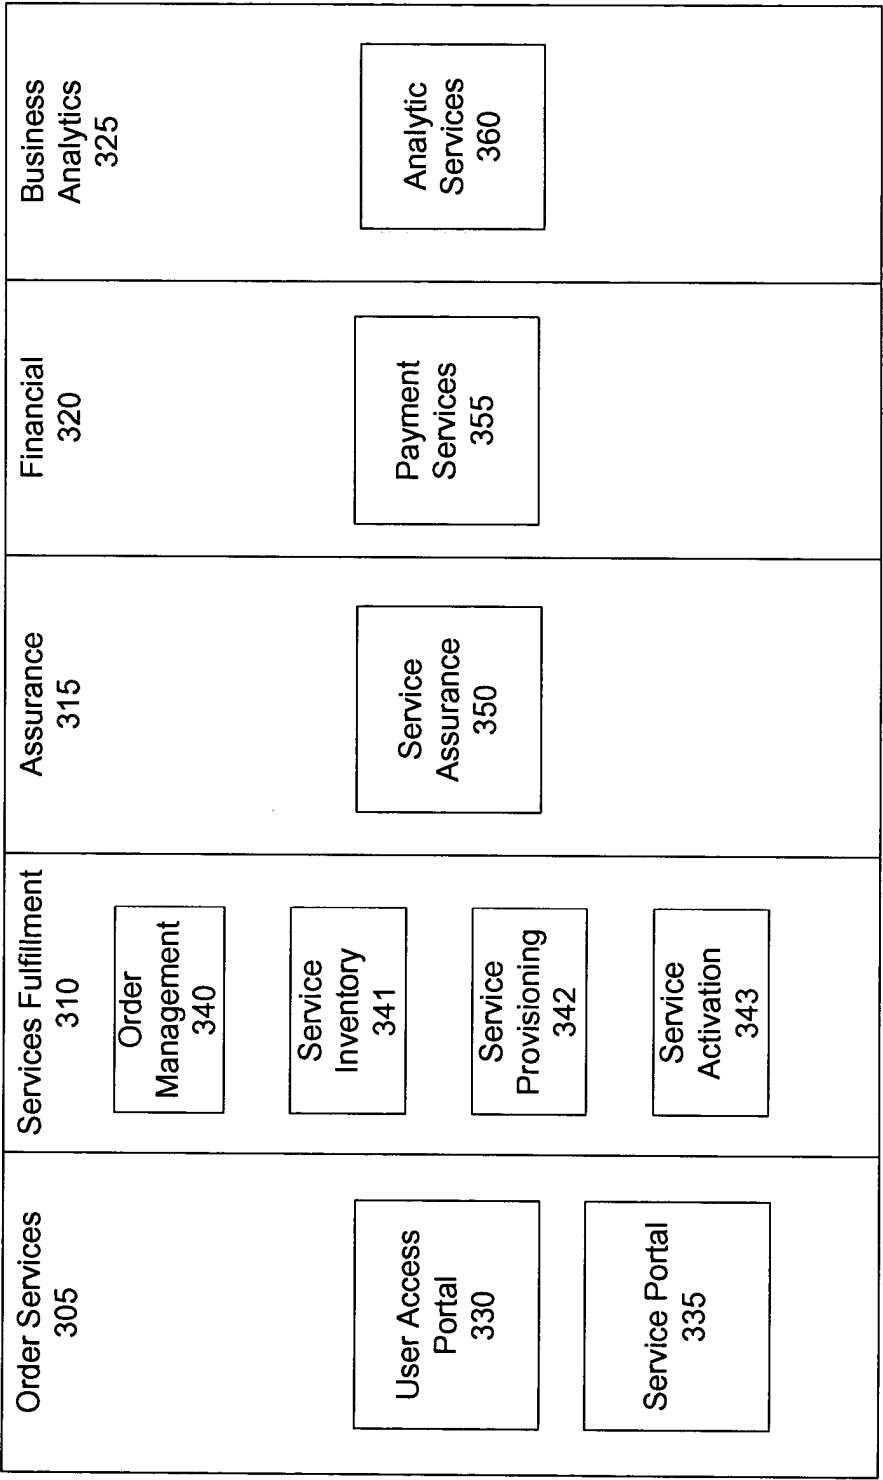 Order Services
305
User Access
Portal
330
Service Portal
335
Services Fulfillment
310
Order
Management
340
Service
Inventory
341
Service
Provisioning
342
Service
Activation
343
Assurance
315
Service
Assurance
350
Financial
320
Payment
Services
355
Business
Analytics
325
Analytic
Services
360